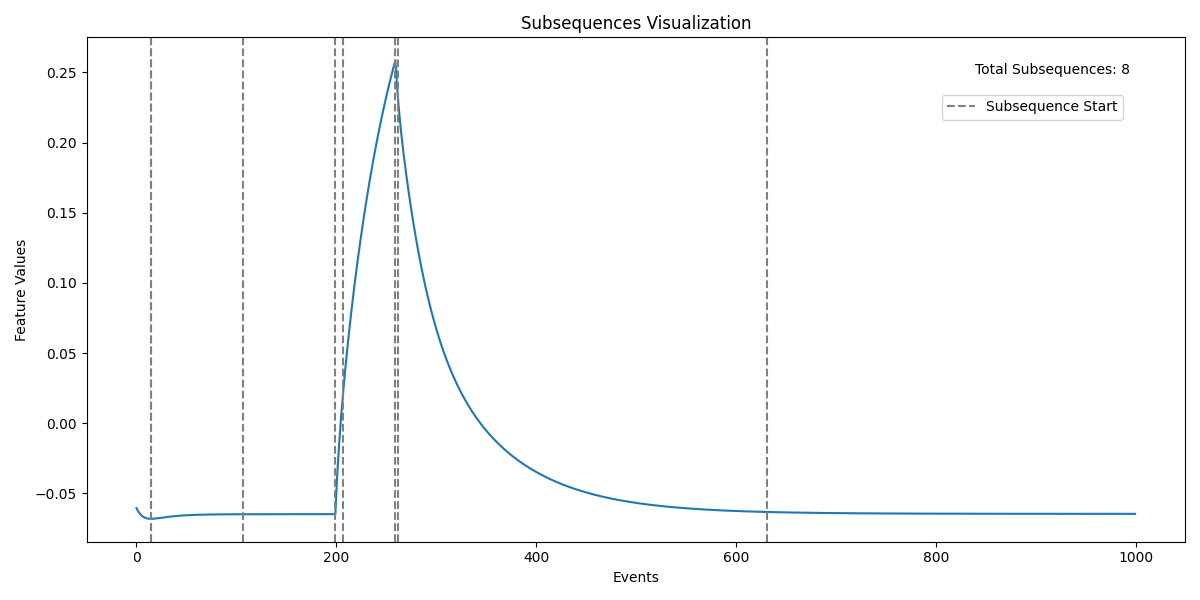 Subsequences Visualization
Total Subsequences: 8
Subsequence Start
Feature Values
0.25
0.20
0.15
0.10
0.05
0.00
−0.05
0 200 400 600 800 1000
Events